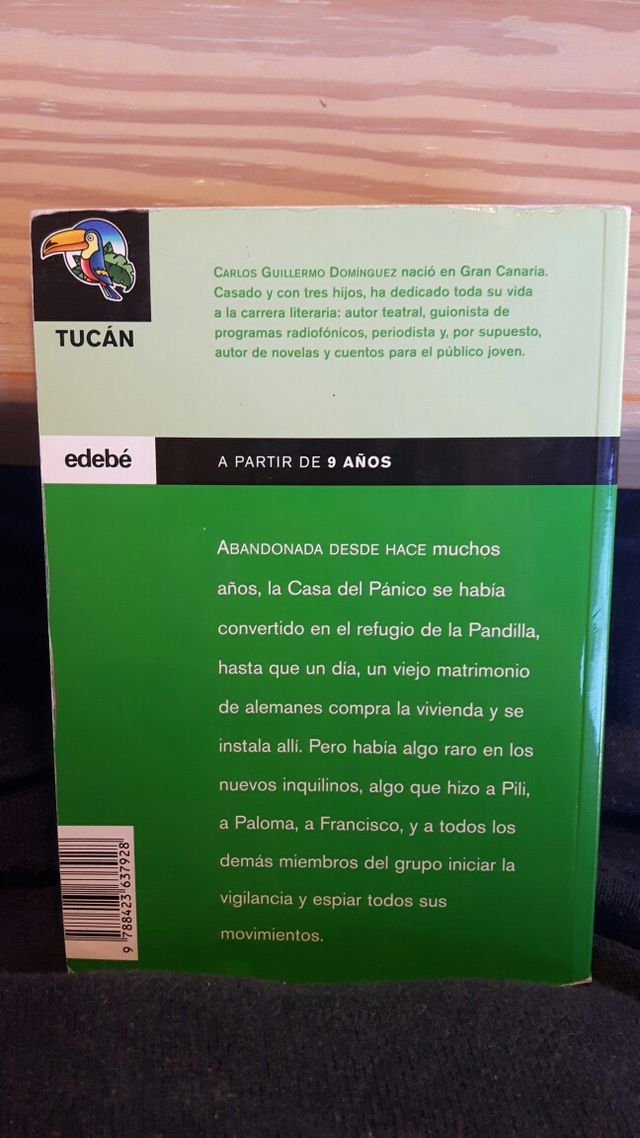 TUCÁN
CARLOS GUILLERMO DOMÍNGUEZ nació en Gran Canaria.
Casado y con tres hijos, ha dedicado toda su vida
a la carrera literaria: autor teatral, guionista de
programas radiofónicos, periodista y, por supuesto,
autor de novelas y cuentos para el público joven.
edebé
A PARTIR DE 9 AÑOS
ABANDONADA DESDE HACE muchos
años, la Casa del Pánico se había
convertido en el refugio de la Pandilla,
hasta que un día, un viejo matrimonio
de alemanes compra la vivienda y se
instala allí. Pero había algo raro en los
nuevos inquilinos, algo que hizo a Pili,
a Paloma, a Francisco, y a todos los
demás miembros del grupo iniciar la
vigilancia y espiar todos sus
movimientos.
9 788423 637928